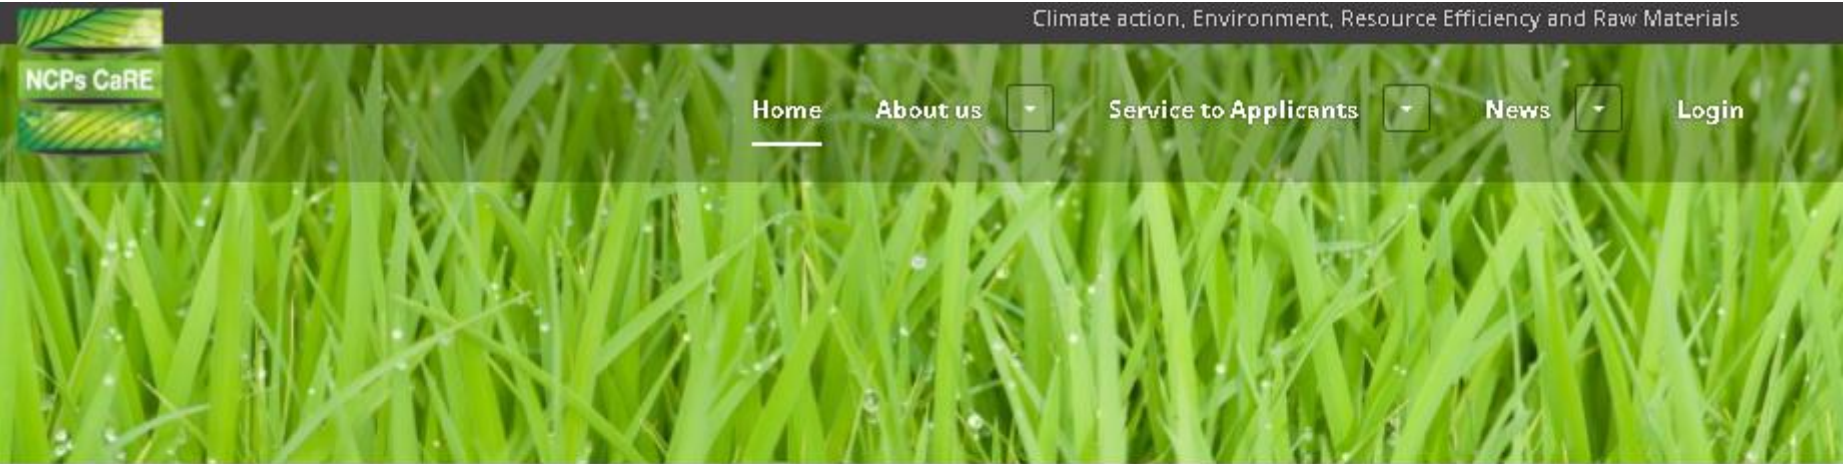 Climate action, Environment, Resource Efficiency and Raw Materials
NCPs CaRE
Home About us Service to Applicants News Login